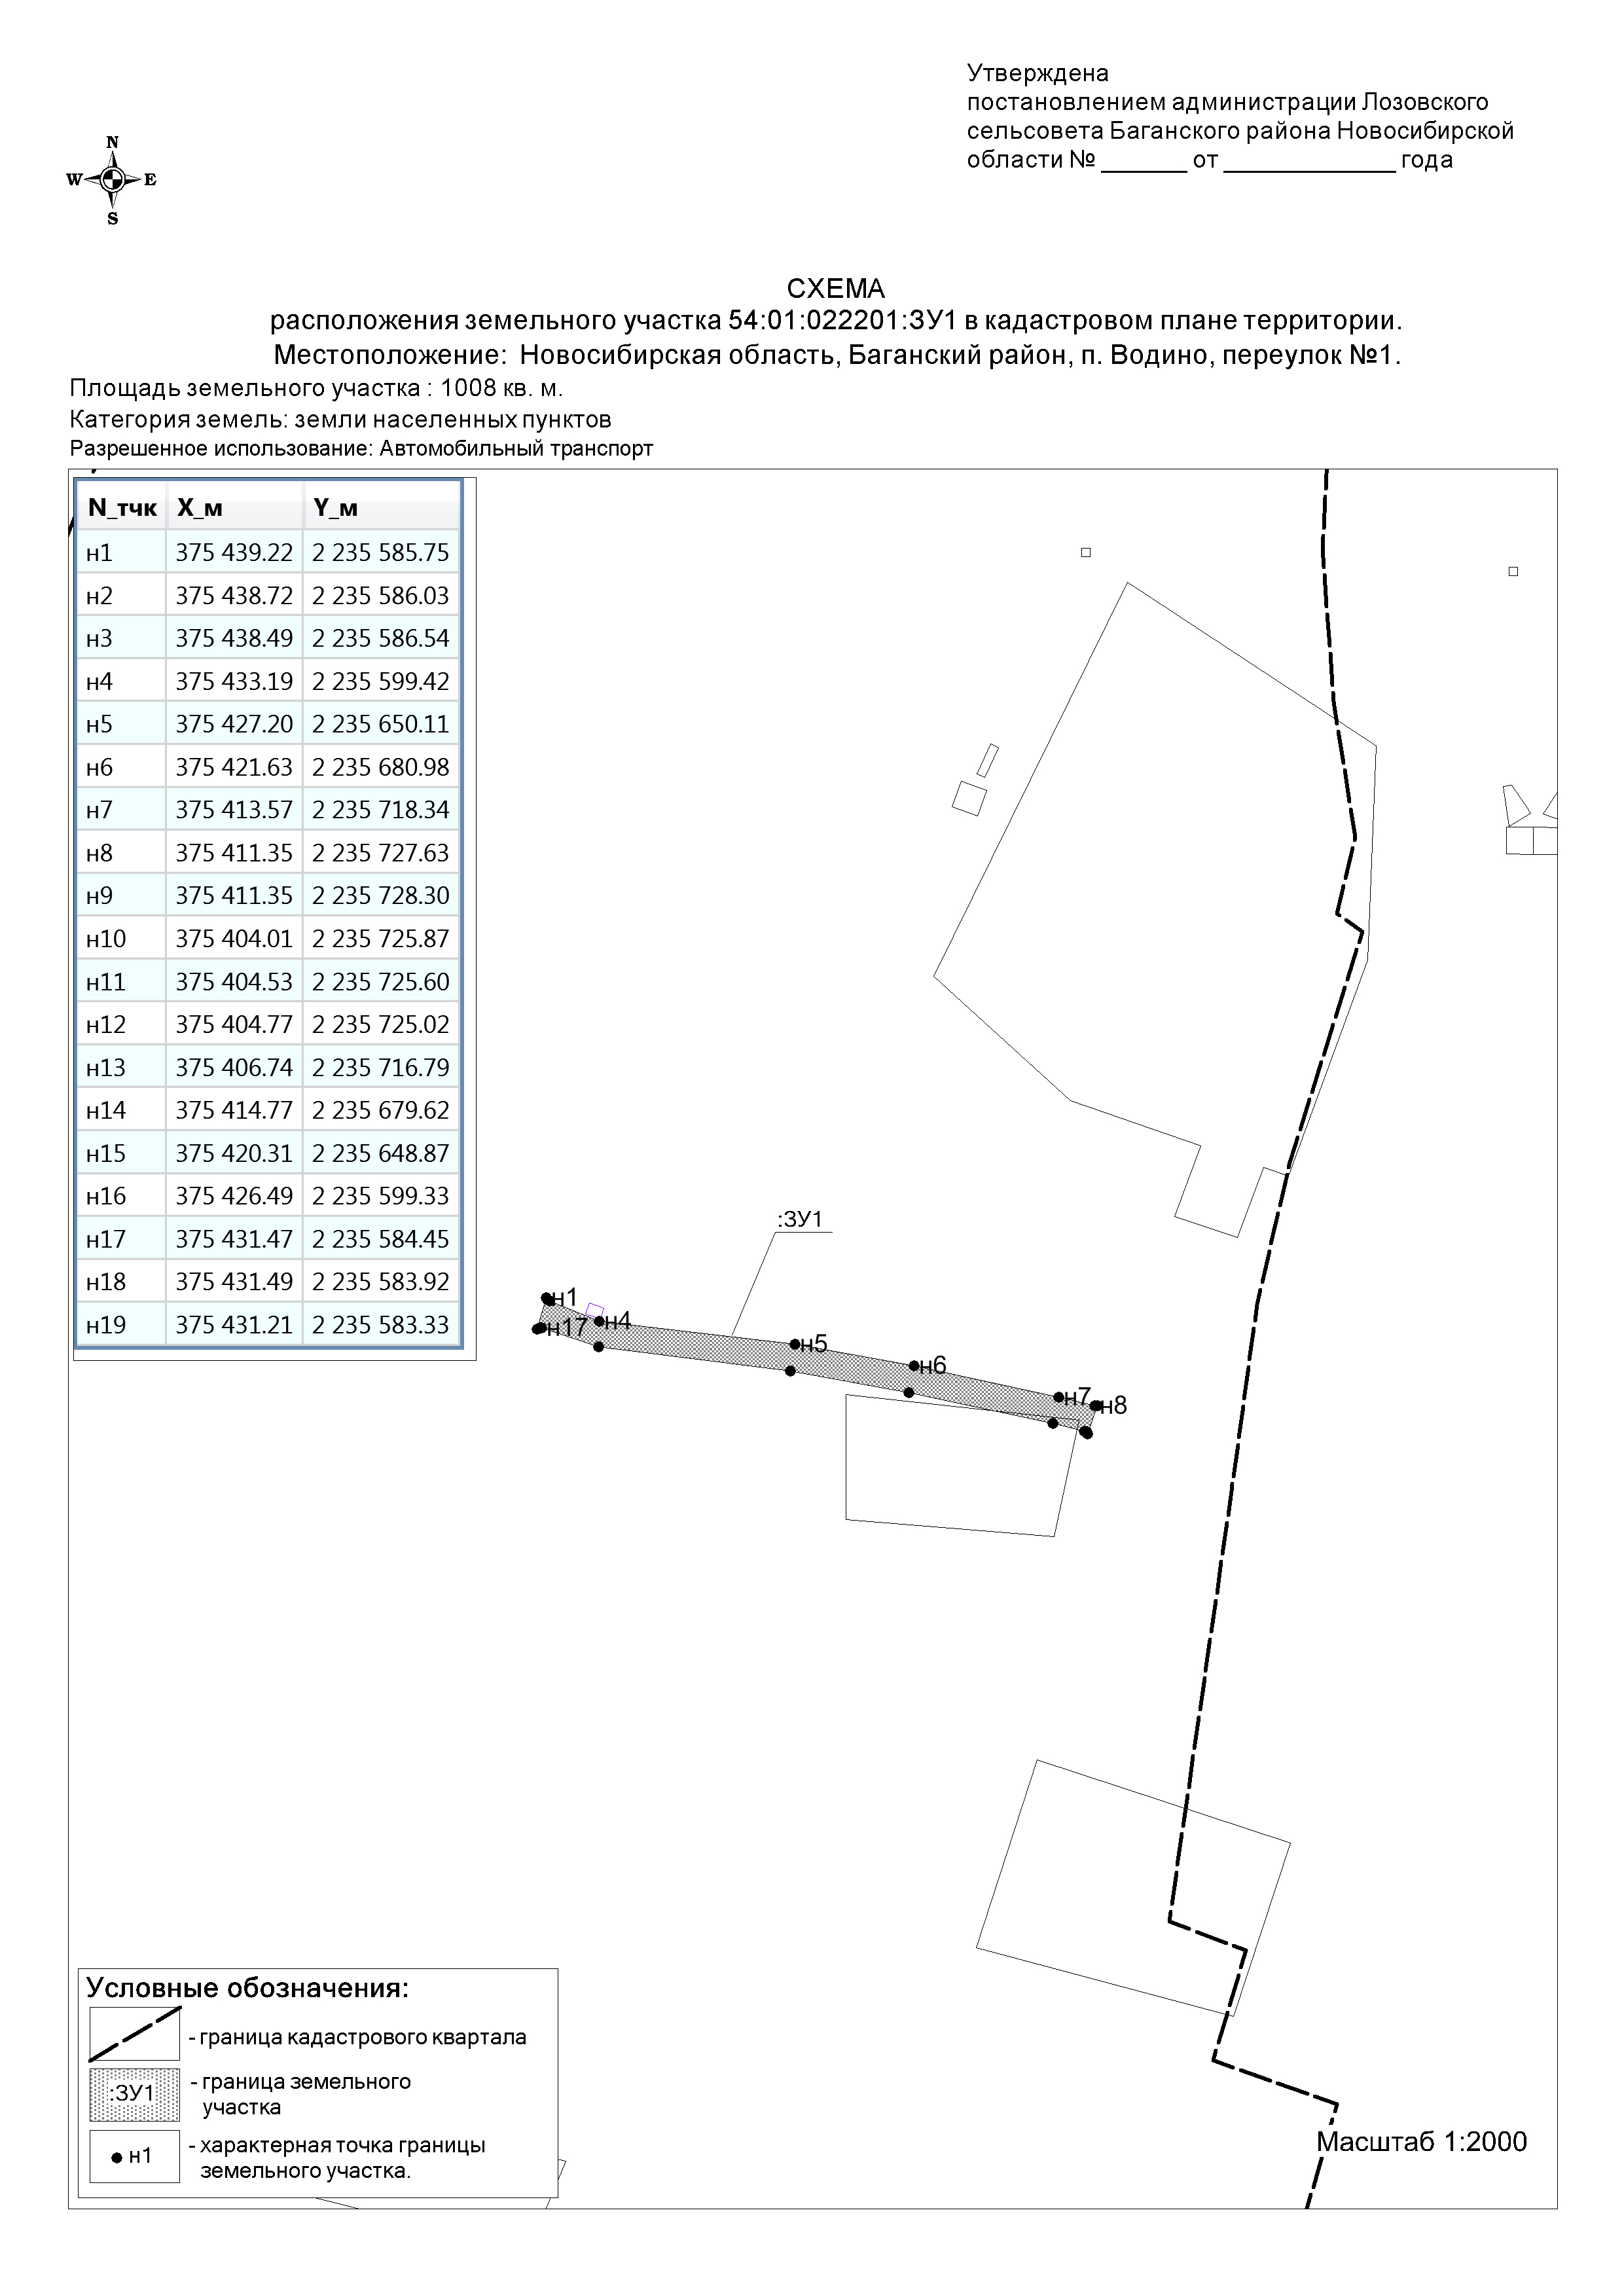 Утверждена
постановлением администрации Лозовского
сельсовета Баганского района Новосибирской
области № ______ от ____________ года
N
W E
S
СХЕМА
расположения земельного участка 54:01:022201:ЗУ1 в кадастровом плане территории.
Местоположение: Новосибирская область, Баганский район, п. Водино, переулок №1.
Площадь земельного участка : 1008 кв. м.
Категория земель: земли населенных пунктов
Разрешенное использование: Автомобильный транспорт
N_тчк X_м Y_м
н1 375 439.22 2 235 585.75
н2 375 438.72 2 235 586.03
н3 375 438.49 2 235 586.54
н4 375 433.19 2 235 599.42
н5 375 427.20 2 235 650.11
н6 375 421.63 2 235 680.98
н7 375 413.57 2 235 718.34
н8 375 411.35 2 235 727.63
н9 375 411.35 2 235 728.30
н10 375 404.01 2 235 725.87
н11 375 404.53 2 235 725.60
н12 375 404.77 2 235 725.02
н13 375 406.74 2 235 716.79
н14 375 414.77 2 235 679.62
н15 375 420.31 2 235 648.87
н16 375 426.49 2 235 599.33
н17 375 431.47 2 235 584.45
н18 375 431.49 2 235 583.92
н19 375 431.21 2 235 583.33
:ЗУ1
н1
н4
н17
н5
н6
н7
н8
Условные обозначения:
- граница кадастрового квартала
:ЗУ1 - граница земельного
участка
н1 - характерная точка границы
земельного участка.
Масштаб 1:2000